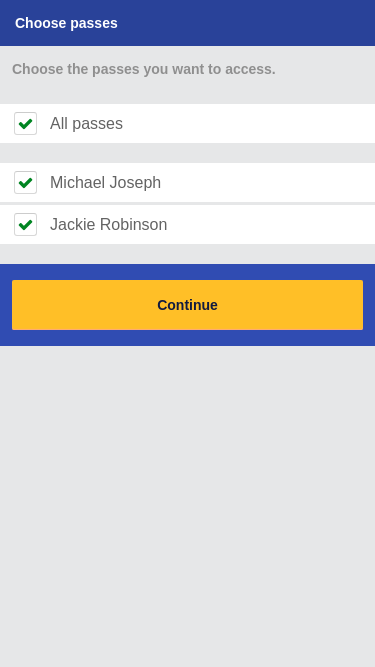 Choose passes
Choose the passes you want to access.
All passes
Michael Joseph
Jackie Robinson
Continue